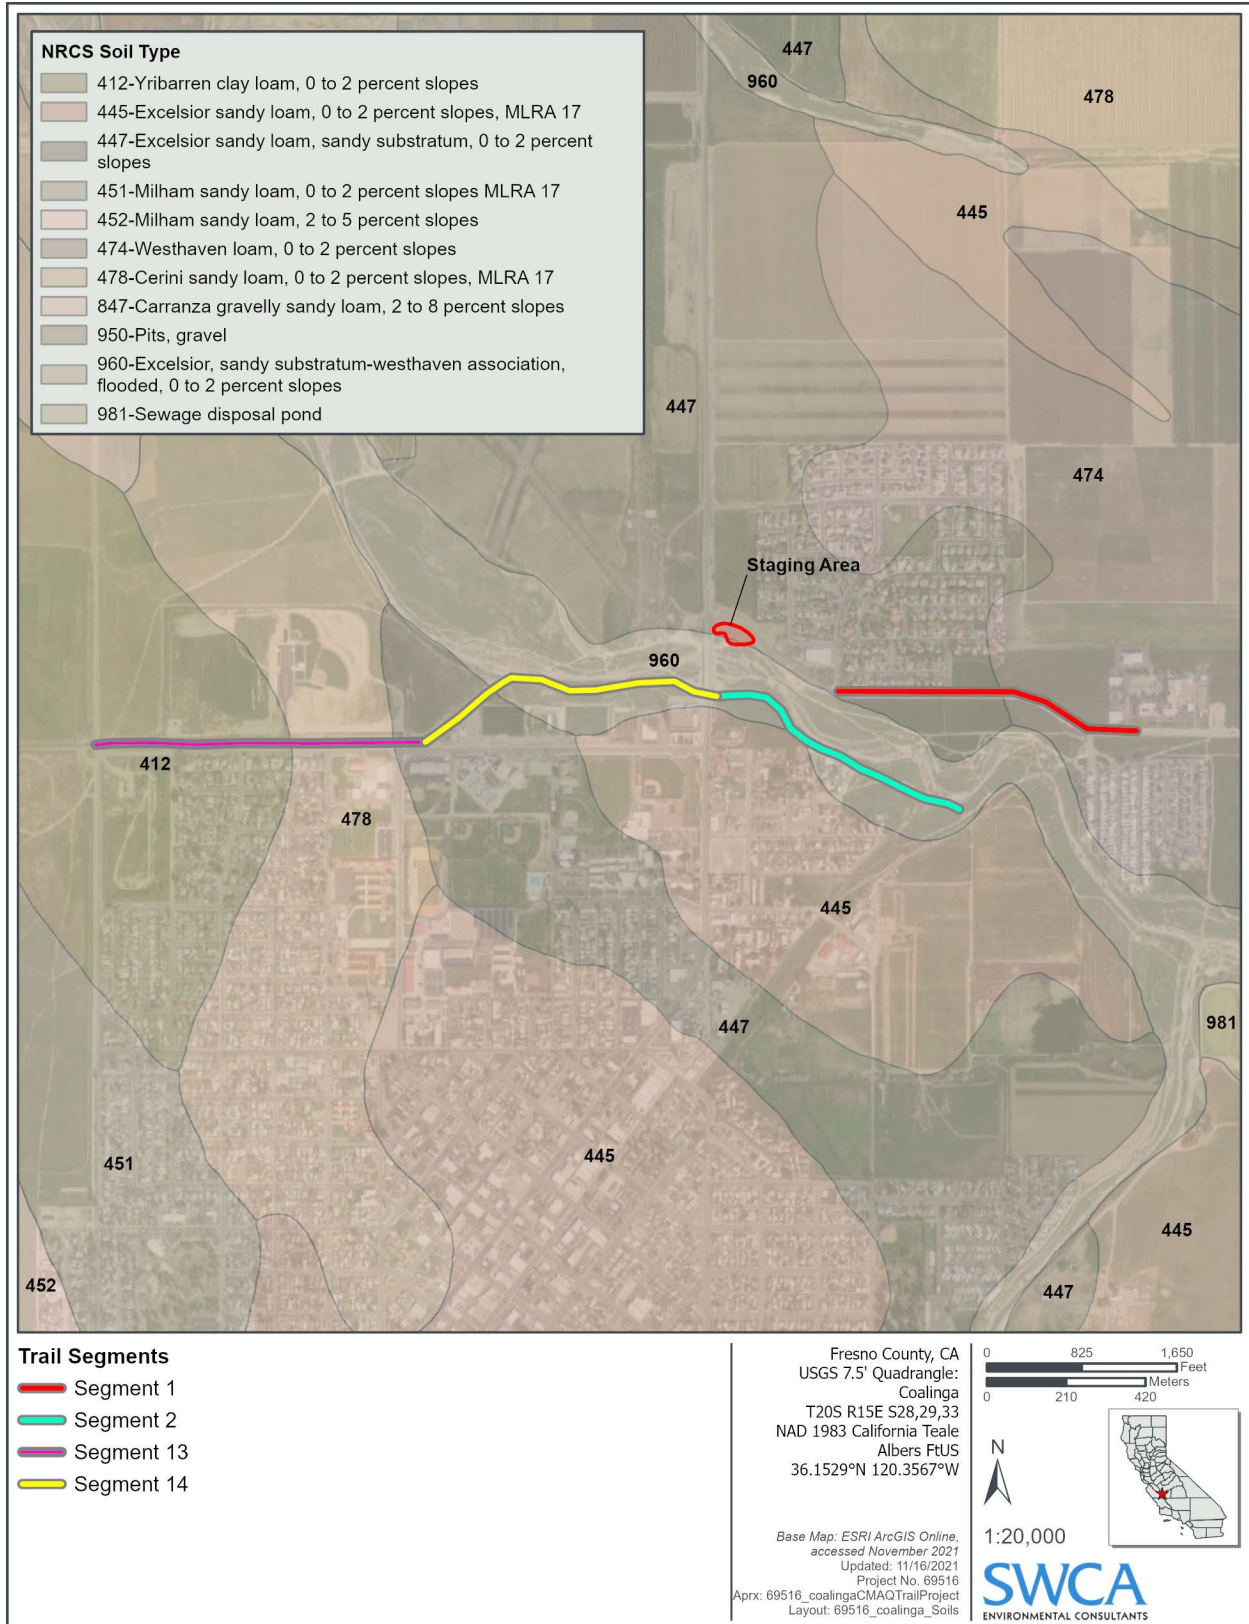 NRCS Soil Type
412-Yribarren clay loam, 0 to 2 percent slopes
445-Excelsior sandy loam, 0 to 2 percent slopes, MLRA 17
447-Excelsior sandy loam, sandy substratum, 0 to 2 percent
slopes
451-Milham sandy loam, 0 to 2 percent slopes MLRA 17
452-Milham sandy loam, 2 to 5 percent slopes
474-Westhaven loam, 0 to 2 percent slopes
478-Cerini sandy loam, 0 to 2 percent slopes, MLRA 17
847-Carranza gravelly sandy loam, 2 to 8 percent slopes
950-Pits, gravel
960-Excelsior, sandy substratum-westhaven association,
flooded, 0 to 2 percent slopes
981-Sewage disposal pond
447
960
478
445
447
474
Staging Area
960
412
478
445
447
981
451
445
445
452
447
Trail Segments
Segment 1
Segment 2
Segment 13
Segment 14
Fresno County, CA
USGS 7.5' Quadrangle:
Coalinga
T20S R15E S28,29,33
NAD 1983 California Teale
Albers FtUS
36.1529°N 120.3567°W
Base Map: ESRI ArcGIS Online,
accessed November 2021
Updated: 11/16/2021
Project No. 69516
Aprx: 69516_coalingaCMAQTrailProject
Layout: 69516_coalinga_Soils
0 825 1,650
Feet
Meters
0 210 420
N
1:20,000
SWCA
ENVIRONMENTAL CONSULTANTS